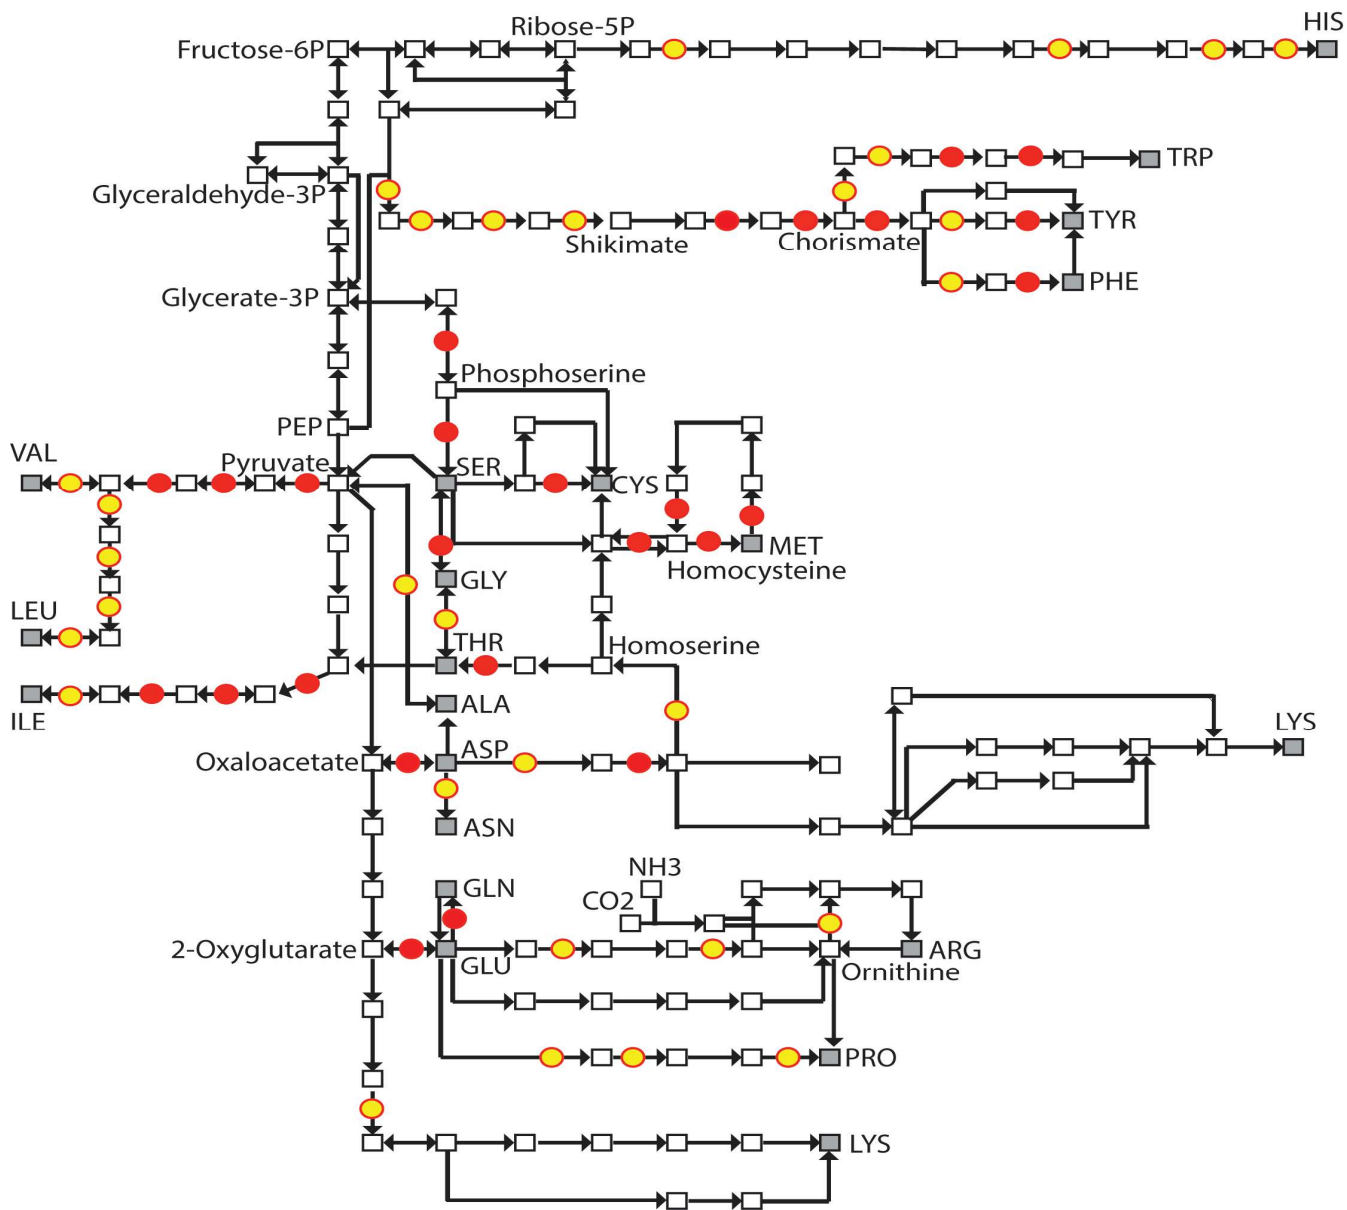 HIS
Ribose-5P
Fructose-6P
TRP
Glyceraldehyde-3P
TYR
Shikimate
Chorismate
PHE
Glycerate-3P
Phosphoserine
PEP
VAL
Pyruvate
SER
CYS
MET
Homocysteine
GLY
LEU
THR
Homoserine
ALA
ILE
LYS
ASP
Oxaloacetate
ASN
NH3
GLN
CO2
2-Oxyglutarate
ARG
GLU
Ornithine
PRO
LYS